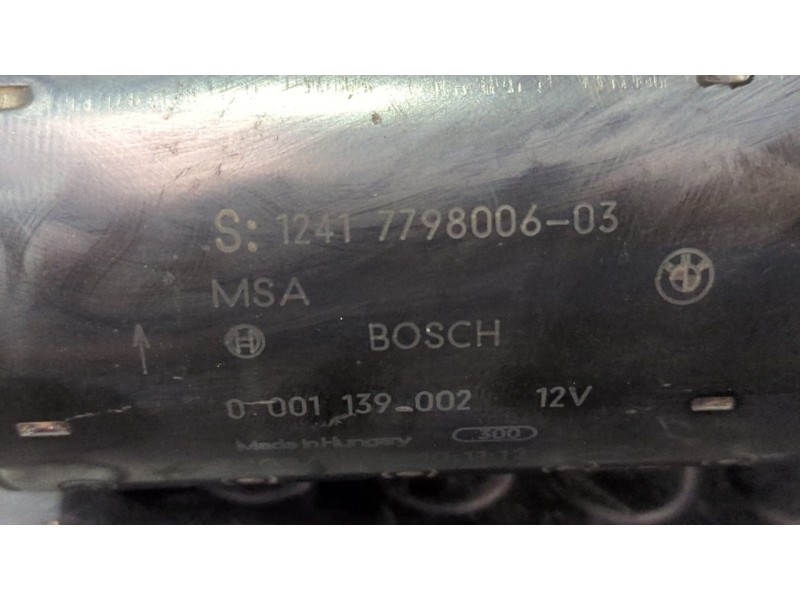 S: 1241 7798006-03
MSA
BOSCH
0 001 139 002 12V
Made in Hungary 300